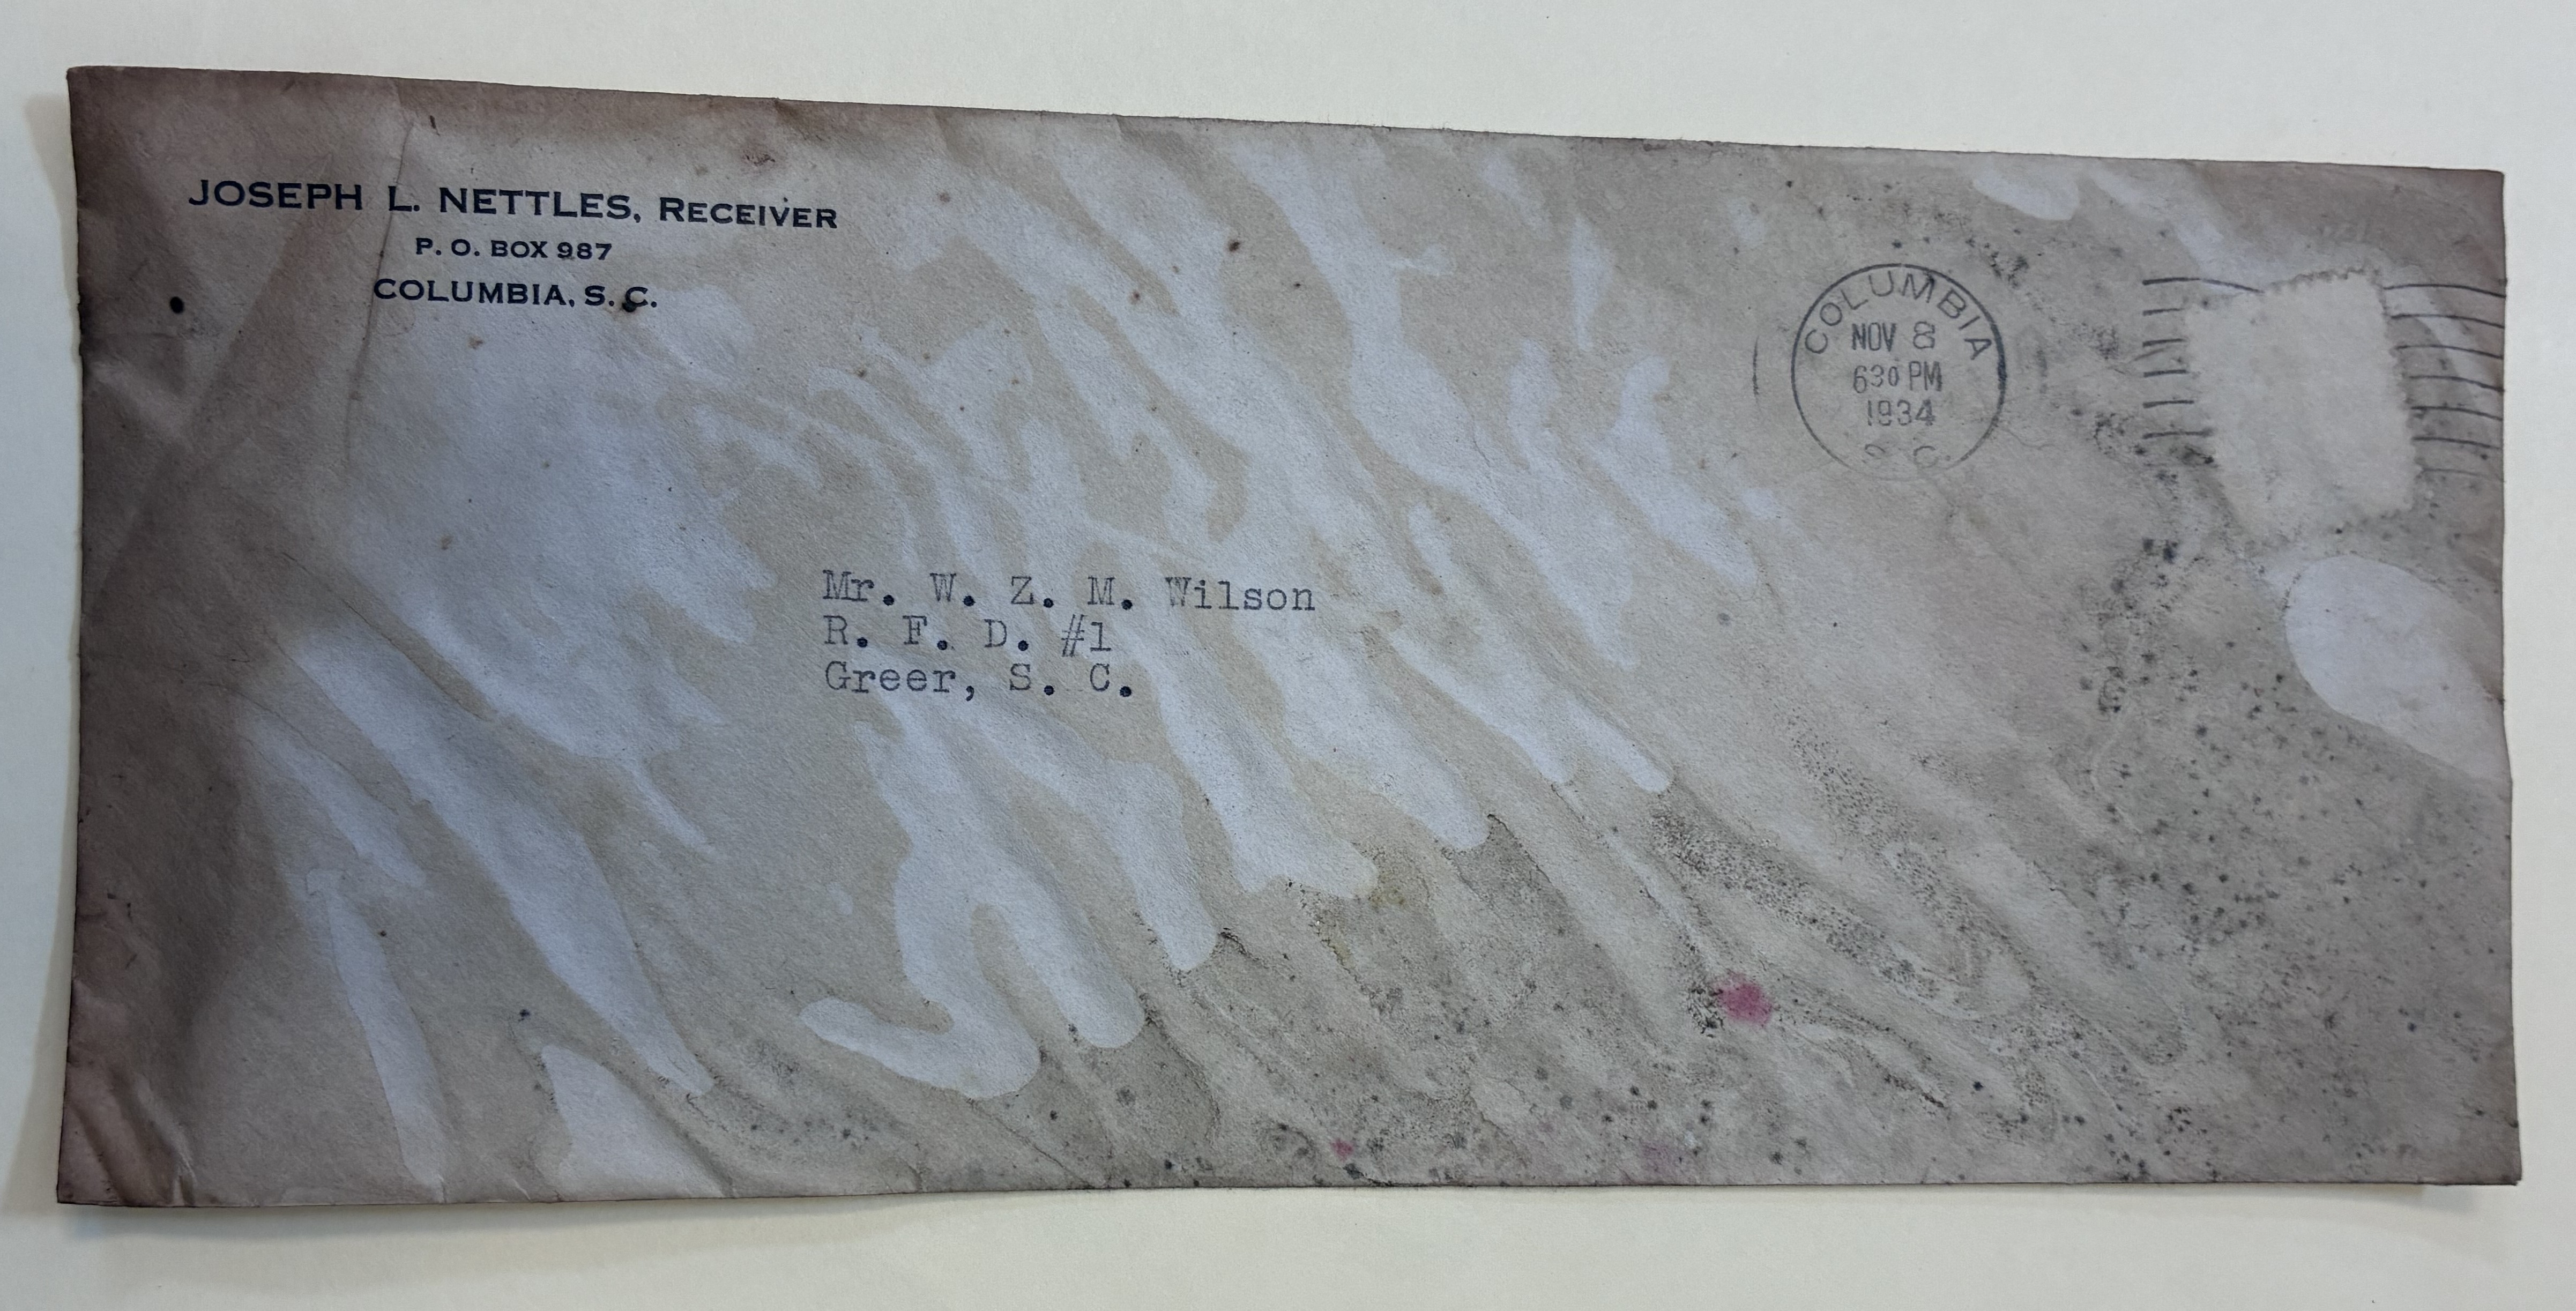 JOSEPH L. NETTLES, RECEIVER
P. O. BOX 987
COLUMBIA, S. C.
COLUMBIA
NOV 8
630 PM
1934
S. C.
Mr. W. Z. M. Wilson
R. F. D. #1
Greer, S. C.